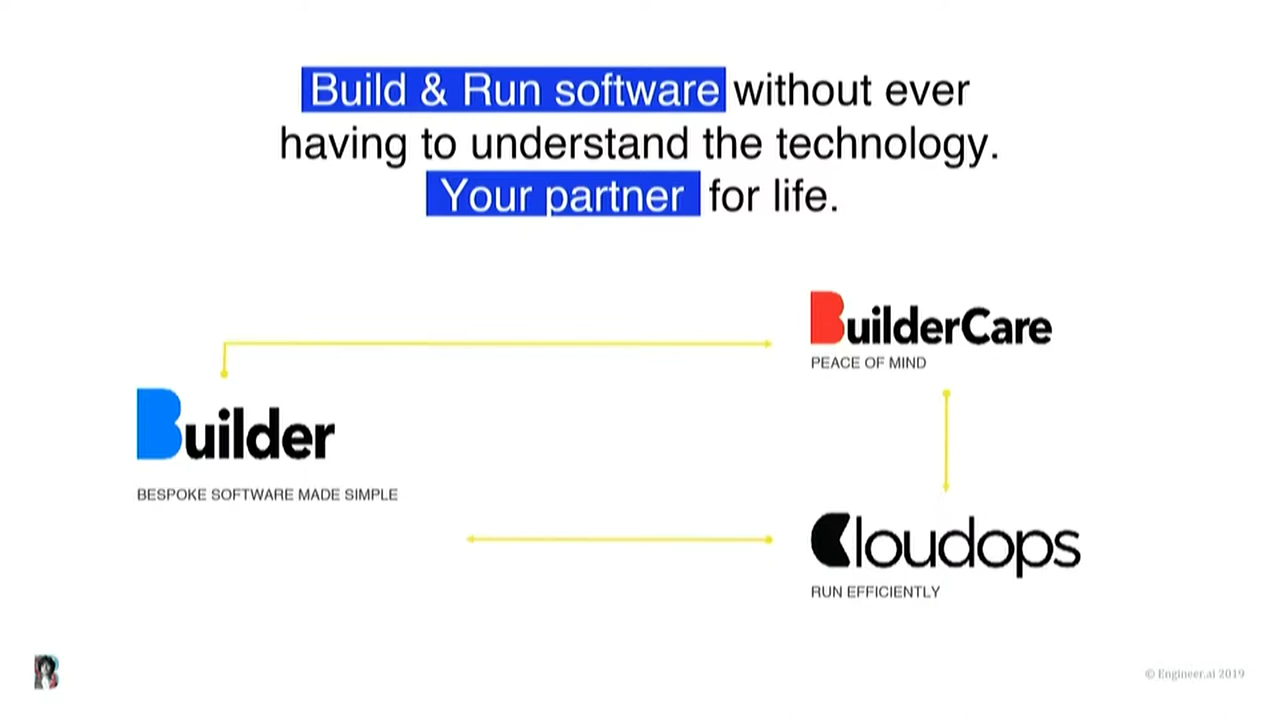 Build & Run software without ever
having to understand the technology.
Your partner for life.
BuilderCare
PEACE OF MIND
Builder
BESPOKE SOFTWARE MADE SIMPLE
Cloudops
RUN EFFICIENTLY
B
© Engineer.ai 2019